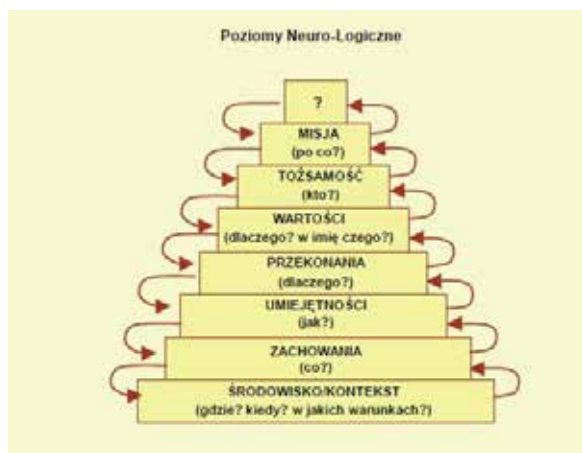 Poziomy Neuro-Logiczne
?
MISJA
(po co?)
TOŻSAMOŚĆ
(kto?)
WARTOŚCI
(dlaczego? w imię czego?)
PRZEKONANIA
(dlaczego?)
UMIEJĘTNOŚCI
(jak?)
ZACHOWANIA
(co?)
ŚRODOWISKO/KONTEKST
(gdzie? kiedy? w jakich warunkach?)